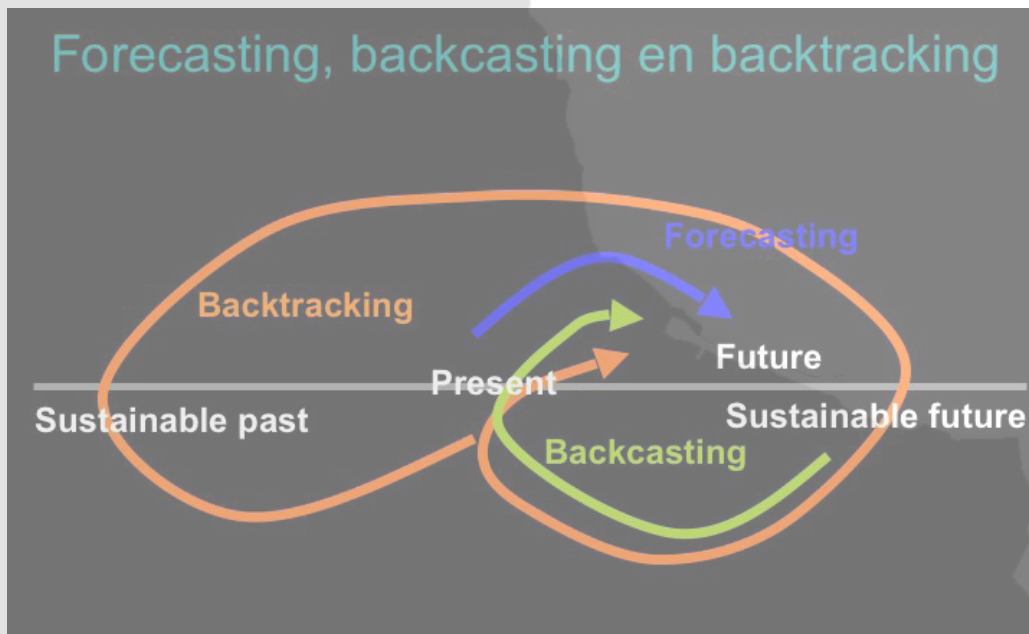 Forecasting, backcasting en backtracking
Forecasting
Backtracking
Future
Present
Sustainable past
Sustainable future
Backcasting